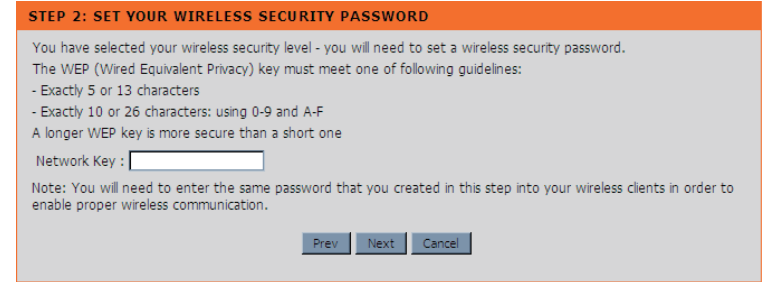 STEP 2: SET YOUR WIRELESS SECURITY PASSWORD
You have selected your wireless security level - you will need to set a wireless security password.
The WEP (Wired Equivalent Privacy) key must meet one of following guidelines:
- Exactly 5 or 13 characters
- Exactly 10 or 26 characters: using 0-9 and A-F
A longer WEP key is more secure than a short one
Network Key :
Note: You will need to enter the same password that you created in this step into your wireless clients in order to
enable proper wireless communication.
Prev Next Cancel